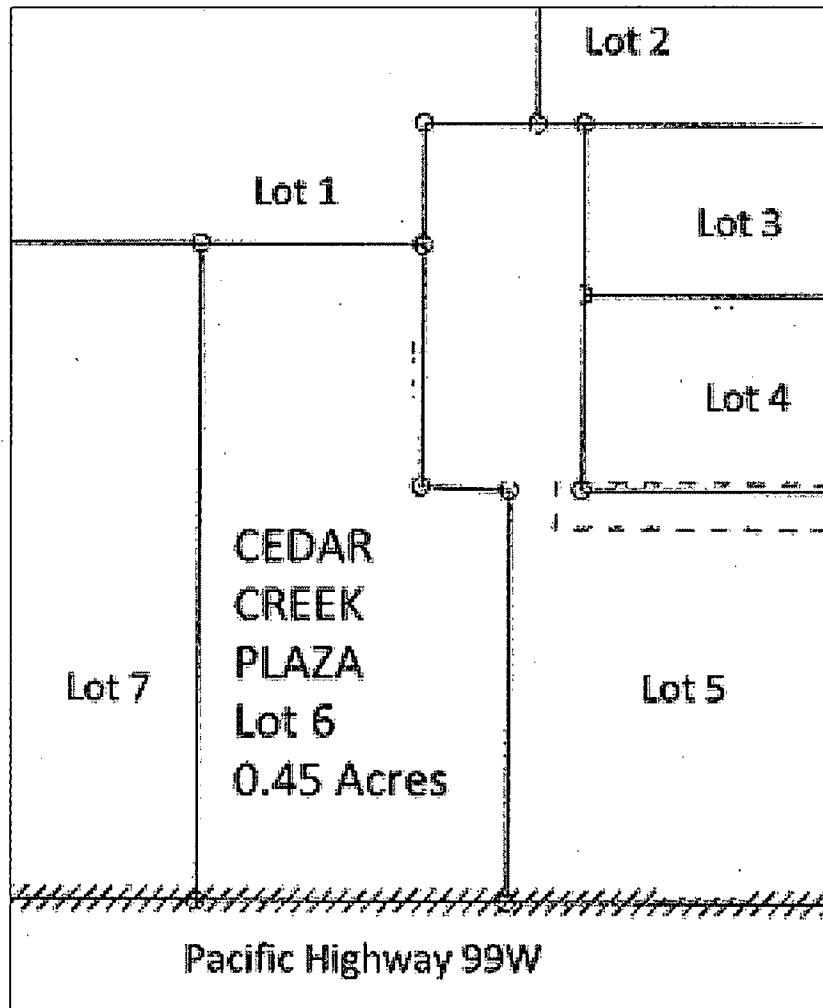 Lot 2
Lot 1
Lot 3
Lot 4
CEDAR
CREEK
PLAZA
Lot 6
0.45 Acres
Lot 7
Lot 5
Pacific Highway 99W